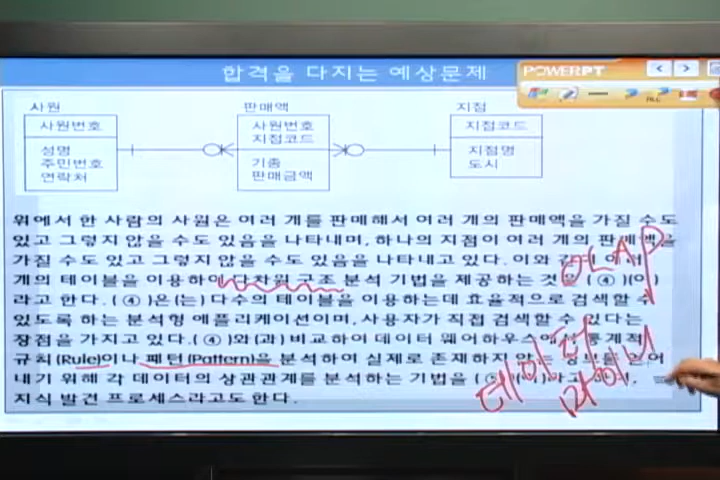 합격을 다지는 예상문제
POWERPT
ALL
사원
판매액
지점
사원번호
사원번호
지점코드
지점코드
성명
주민번호
연락처
기종
판매금액
지점명
도시
위에서 한 사람의 사원은 여러 개를 판매해서 여러 개의 판매액을 가질 수도
있고 그렇지 않을 수도 있음을 나타내며, 하나의 지점이 여러 개의 판매액을
가질 수도 있고 그렇지 않을 수도 있음을 나타내고 있다. 이와 같이 여러
개의 테이블을 이용하여 다차원 구조 분석 기법을 제공하는 것을 ( ④ )(이)
라고 한다. ( ④ )은(는) 다수의 테이블을 이용하는데 효율적으로 검색할 수
있도록 하는 분석형 애플리케이션이며, 사용자가 직접 검색할 수 있다는
장점을 가지고 있다. ( ④ )와(과) 비교하여 데이터 웨어하우스에서 통계적
규칙(Rule)이나 패턴(Pattern)을 분석하여 실제로 존재하지 않는 정보를 얻어
내기 위해 각 데이터의 상관관계를 분석하는 기법을
지식 발견 프로세스라고도 한다.
OLAP
데이터
마이닝